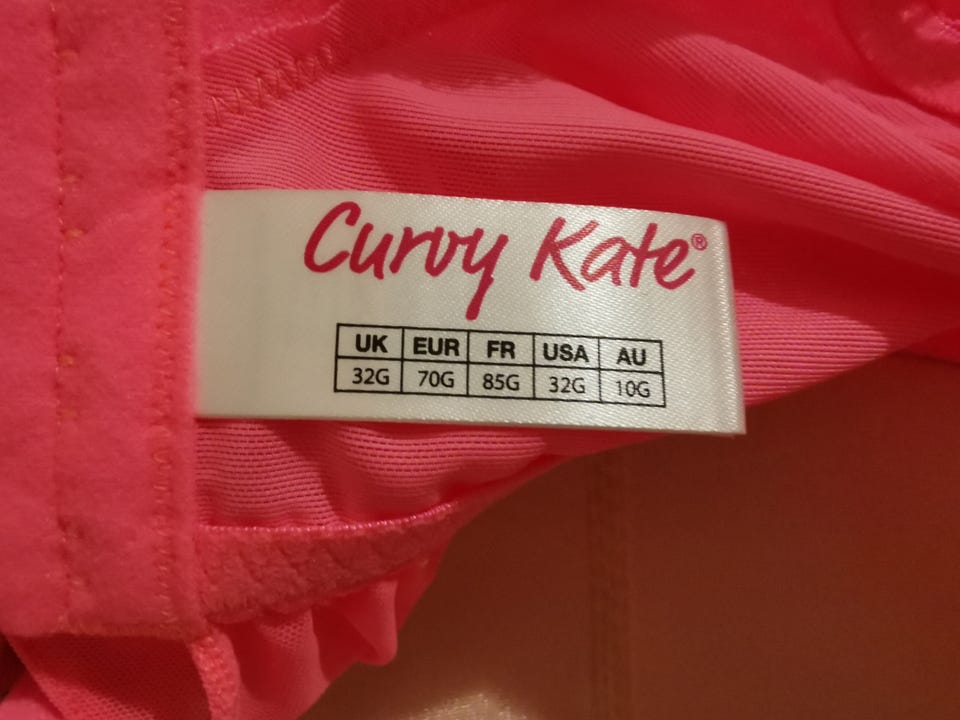 Curvy Kate®
UK EUR FR USA AU
32G 70G 85G 32G 10G